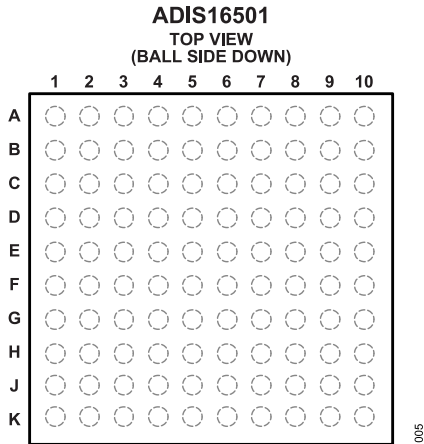 ADIS16501
TOP VIEW
(BALL SIDE DOWN)
1 2 3 4 5 6 7 8 9 10
A
B
C
D
E
F
G
H
J
K
005